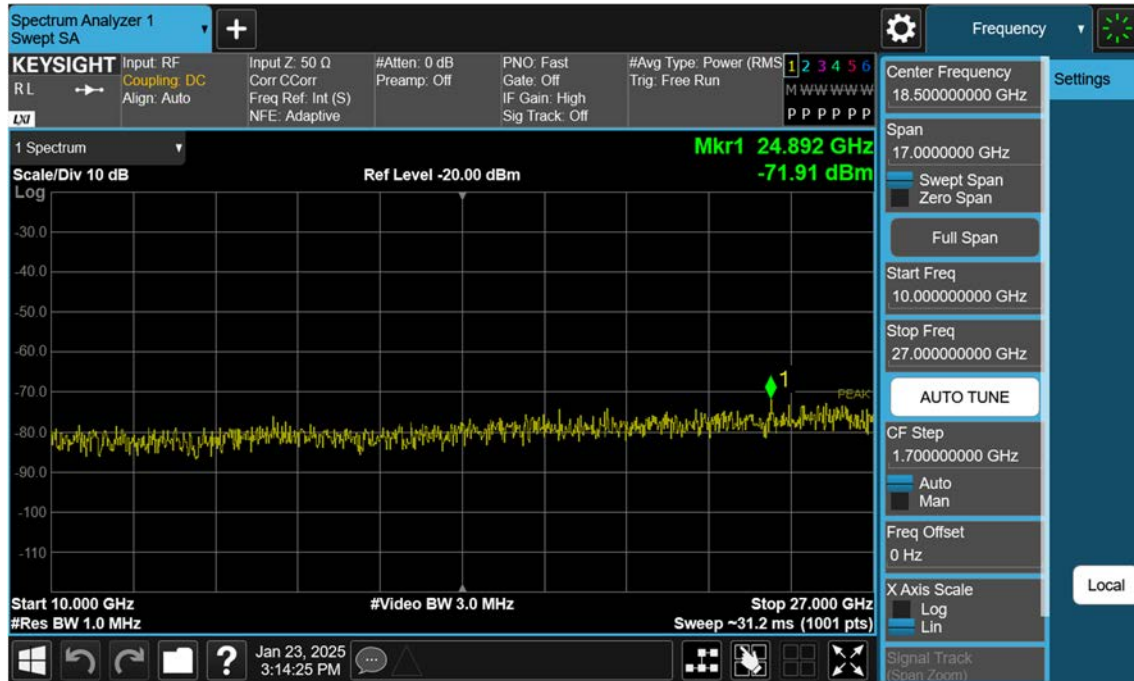 Spectrum Analyzer 1
Swept SA
Frequency
KEYSIGHT
RL
LXI
Input: RF
Coupling: DC
Align: Auto
Input Z: 50 Ω
Corr CCorr
Freq Ref: Int (S)
NFE: Adaptive
#Atten: 0 dB
Preamp: Off
PNO: Fast
Gate: Off
IF Gain: High
Sig Track: Off
#Avg Type: Power (RMS
Trig: Free Run
1 2 3 4 5 6
M W W W W W
P P P P P P
1 Spectrum
Mkr1 24.892 GHz
-71.91 dBm
Scale/Div 10 dB
Ref Level -20.00 dBm
Log
-30.0
-40.0
-50.0
-60.0
-70.0
-80.0
-90.0
-100
-110
1
PEAK
Start 10.000 GHz
#Video BW 3.0 MHz
Stop 27.000 GHz
#Res BW 1.0 MHz
Sweep ~31.2 ms (1001 pts)
Jan 23, 2025
3:14:25 PM
Center Frequency
18.500000000 GHz
Span
17.0000000 GHz
Swept Span
Zero Span
Full Span
Start Freq
10.000000000 GHz
Stop Freq
27.000000000 GHz
AUTO TUNE
CF Step
1.700000000 GHz
Auto
Man
Freq Offset
0 Hz
X Axis Scale
Log
Lin
Signal Track
(Span Zoom)
Settings
Local